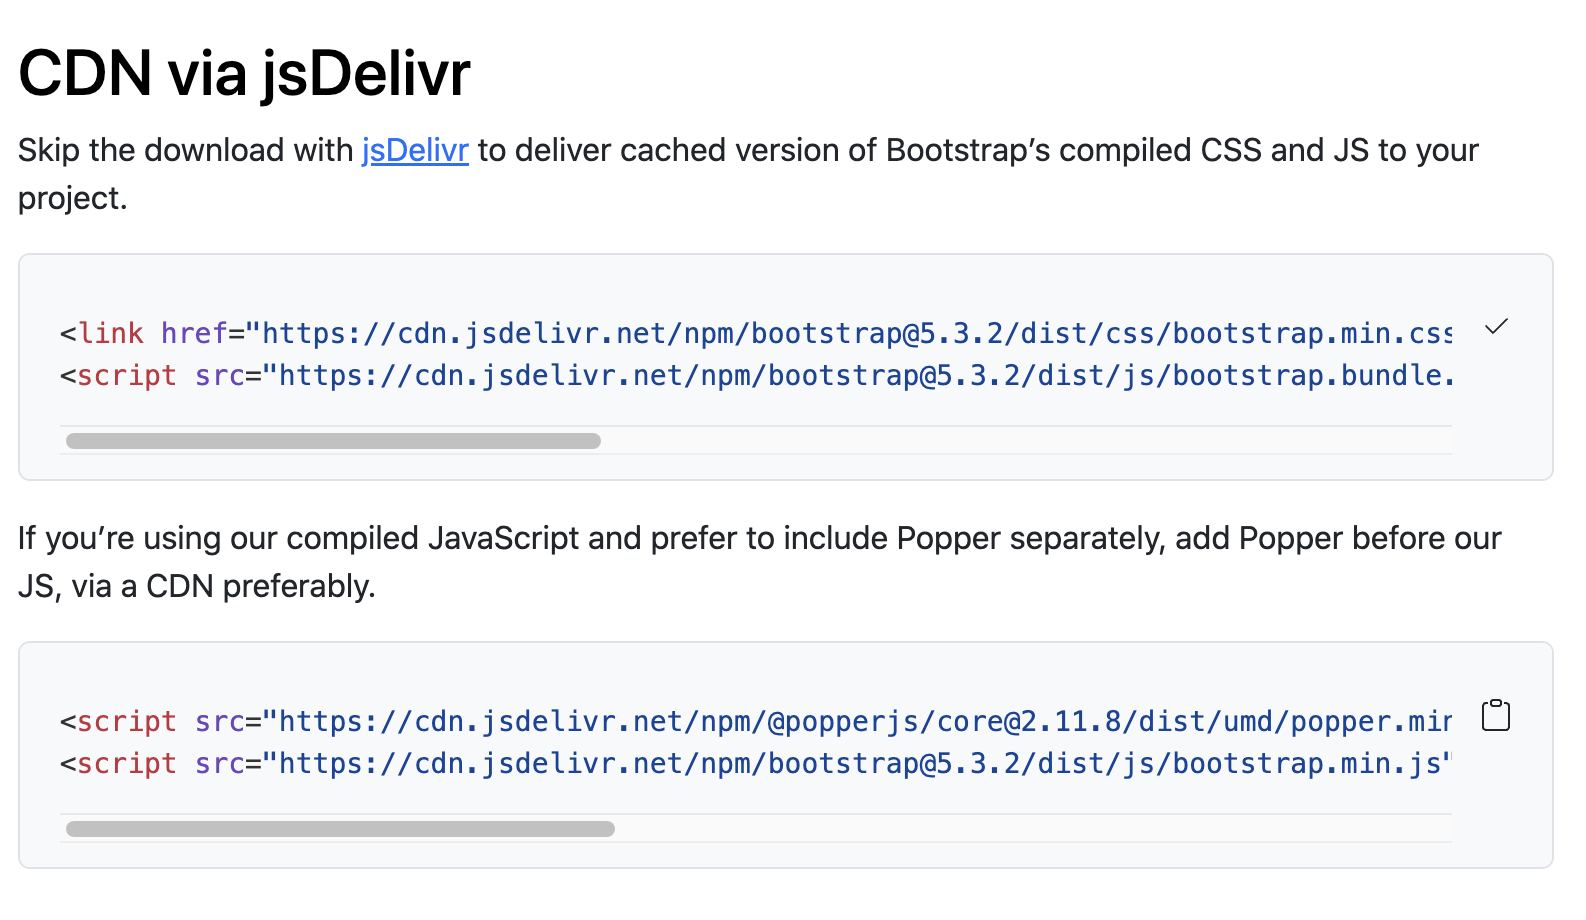 CDN via jsDelivr
Skip the download with jsDelivr to deliver cached version of Bootstrap’s compiled CSS and JS to your
project.
<link href="https://cdn.jsdelivr.net/npm/bootstrap@5.3.2/dist/css/bootstrap.min.css
<script src="https://cdn.jsdelivr.net/npm/bootstrap@5.3.2/dist/js/bootstrap.bundle.
If you’re using our compiled JavaScript and prefer to include Popper separately, add Popper before our
JS, via a CDN preferably.
<script src="https://cdn.jsdelivr.net/npm/@popperjs/core@2.11.8/dist/umd/popper.min
<script src="https://cdn.jsdelivr.net/npm/bootstrap@5.3.2/dist/js/bootstrap.min.js"